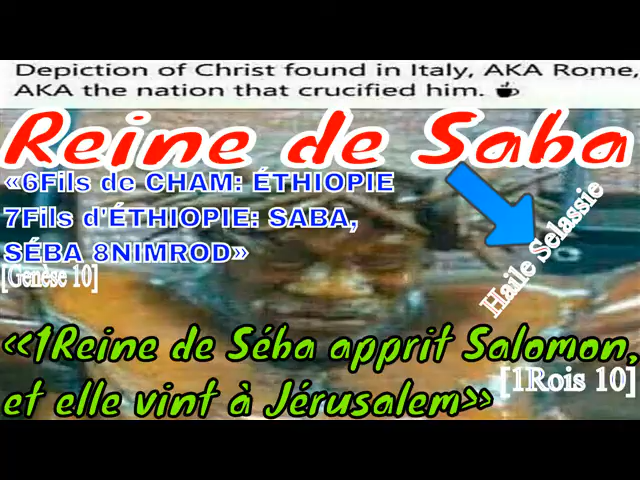 Depiction of Christ found in Italy, AKA Rome,
AKA the nation that crucified him. ☕
Reine de Saba
«6Fils de CHAM: ÉTHIOPIE
7Fils d'ÉTHIOPIE: SABA,
SÉBA 8NIMROD»
[Genèse 10]
Haile Selassie
<<1Reine de Séba apprit Salomon,
et elle vint à Jérusalem>>
[1Rois 10]